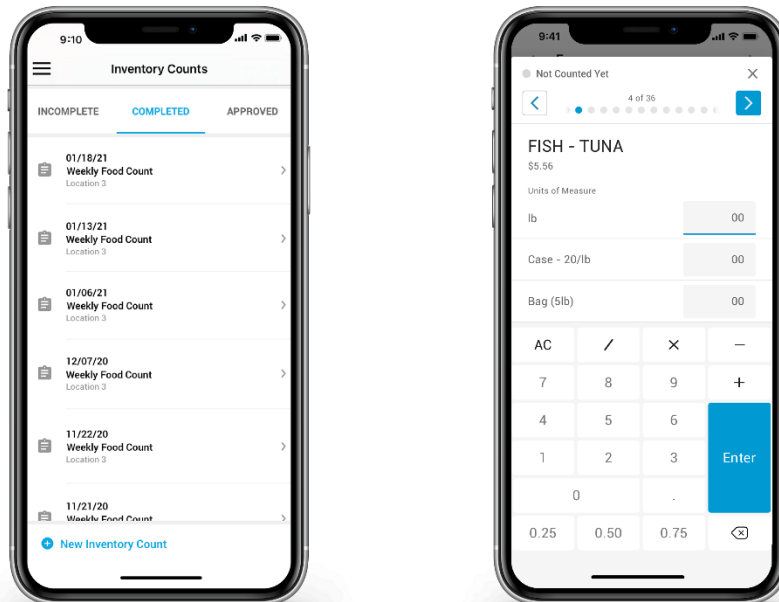 9:10
Inventory Counts
INCOMPLETE COMPLETED APPROVED
01/18/21
Weekly Food Count
Location 3
01/13/21
Weekly Food Count
Location 3
01/06/21
Weekly Food Count
Location 3
12/07/20
Weekly Food Count
Location 3
11/22/20
Weekly Food Count
Location 3
11/21/20
Weekly Food Count
New Inventory Count
9:41
Not Counted Yet
4 of 36
FISH - TUNA
$5.56
Units of Measure
lb 00
Case - 20/lb 00
Bag (5lb) 00
AC / × −
7 8 9 +
4 5 6
1 2 3 Enter
0 .
0.25 0.50 0.75